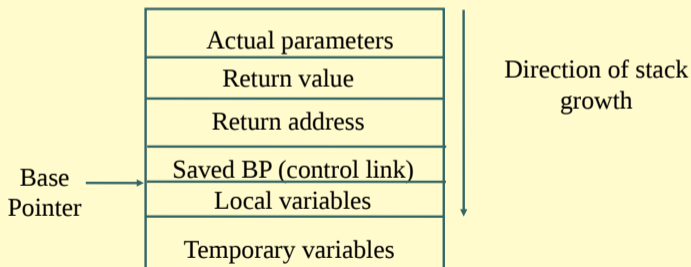 Actual parameters
Return value
Return address
Saved BP (control link)
Local variables
Temporary variables
Base
Pointer
Direction of stack
growth